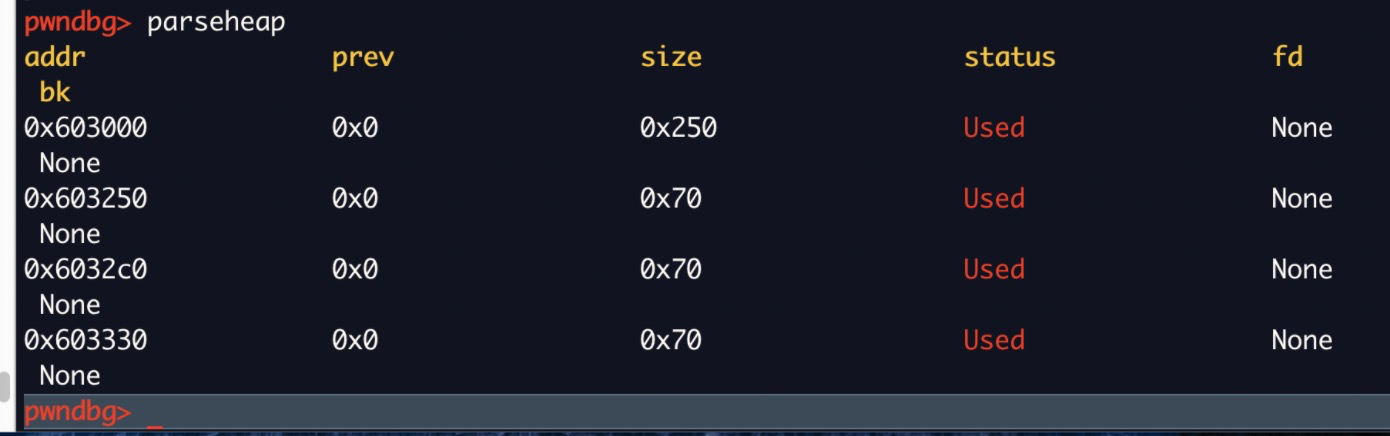 pwndbg> parseheap
addr prev size status fd
bk
0x603000 0x0 0x250 Used None
None
0x603250 0x0 0x70 Used None
None
0x6032c0 0x0 0x70 Used None
None
0x603330 0x0 0x70 Used None
None
pwndbg> _